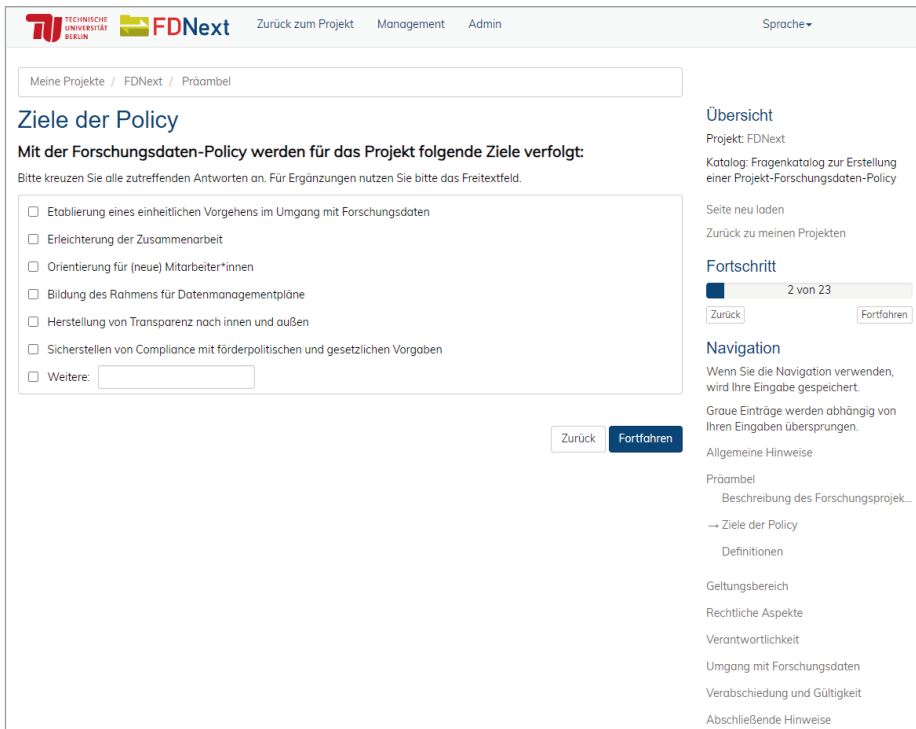 TECHNISCHE
UNIVERSITÄT
BERLIN
FDNext
Zurück zum Projekt
Management
Admin
Sprache
Meine Projekte / FDNext / Präambel
Ziele der Policy
Mit der Forschungsdaten-Policy werden für das Projekt folgende Ziele verfolgt:
Bitte kreuzen Sie alle zutreffenden Antworten an. Für Ergänzungen nutzen Sie bitte das Freitextfeld.
Etablierung eines einheitlichen Vorgehens im Umgang mit Forschungsdaten
Erleichterung der Zusammenarbeit
Orientierung für (neue) Mitarbeiter*innen
Bildung des Rahmens für Datenmanagementpläne
Herstellung von Transparenz nach innen und außen
Sicherstellen von Compliance mit förderpolitischen und gesetzlichen Vorgaben
Weitere:
Zurück
Fortfahren
Übersicht
Projekt: FDNext
Katalog: Fragenkatalog zur Erstellung
einer Projekt-Forschungsdaten-Policy
Seite neu laden
Zurück zu meinen Projekten
Fortschritt
2 von 23
Zurück
Fortfahren
Navigation
Wenn Sie die Navigation verwenden,
wird Ihre Eingabe gespeichert.
Graue Einträge werden abhängig von
Ihren Eingaben übersprungen.
Allgemeine Hinweise
Präambel
Beschreibung des Forschungsprojek...
→ Ziele der Policy
Definitionen
Geltungsbereich
Rechtliche Aspekte
Verantwortlichkeit
Umgang mit Forschungsdaten
Verabschiedung und Gültigkeit
Abschließende Hinweise